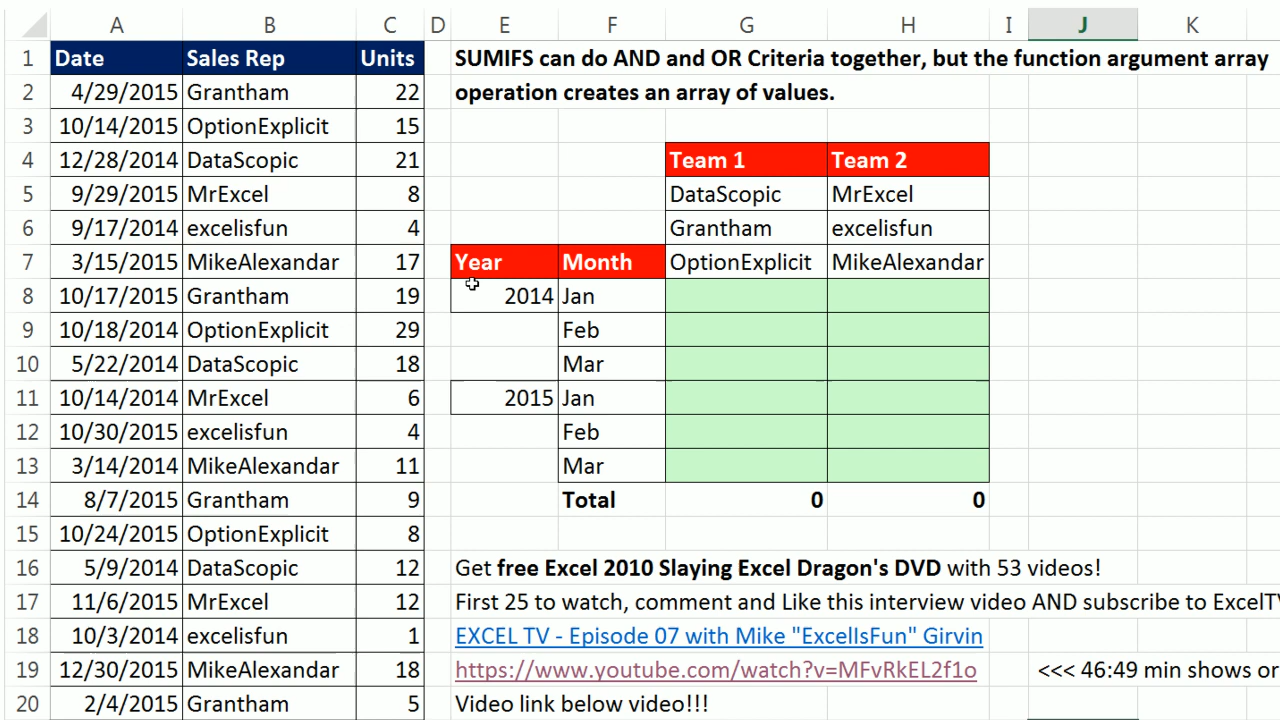 A B C D E F G H I J K
1 Date Sales Rep Units SUMIFS can do AND and OR Criteria together, but the function argument array
2 4/29/2015 Grantham 22 operation creates an array of values.
3 10/14/2015 OptionExplicit 15
4 12/28/2014 DataScopic 21 Team 1 Team 2
5 9/29/2015 MrExcel 8 DataScopic MrExcel
6 9/17/2014 excelisfun 4 Grantham excelisfun
7 3/15/2015 MikeAlexandar 17 Year Month OptionExplicit MikeAlexandar
8 10/17/2015 Grantham 19 2014 Jan
9 10/18/2014 OptionExplicit 29 Feb
10 5/22/2014 DataScopic 18 Mar
11 10/14/2014 MrExcel 6 2015 Jan
12 10/30/2015 excelisfun 4 Feb
13 3/14/2014 MikeAlexandar 11 Mar
14 8/7/2015 Grantham 9 Total 0 0
15 10/24/2015 OptionExplicit 8
16 5/9/2014 DataScopic 12 Get free Excel 2010 Slaying Excel Dragon's DVD with 53 videos!
17 11/6/2015 MrExcel 12 First 25 to watch, comment and Like this interview video AND subscribe to ExcelTV
18 10/3/2014 excelisfun 1 EXCEL TV - Episode 07 with Mike "ExcelIsFun" Girvin
19 12/30/2015 MikeAlexandar 18 https://www.youtube.com/watch?v=MFvRkEL2f1o <<< 46:49 min shows or
20 2/4/2014 Grantham 5 Video link below video!!!